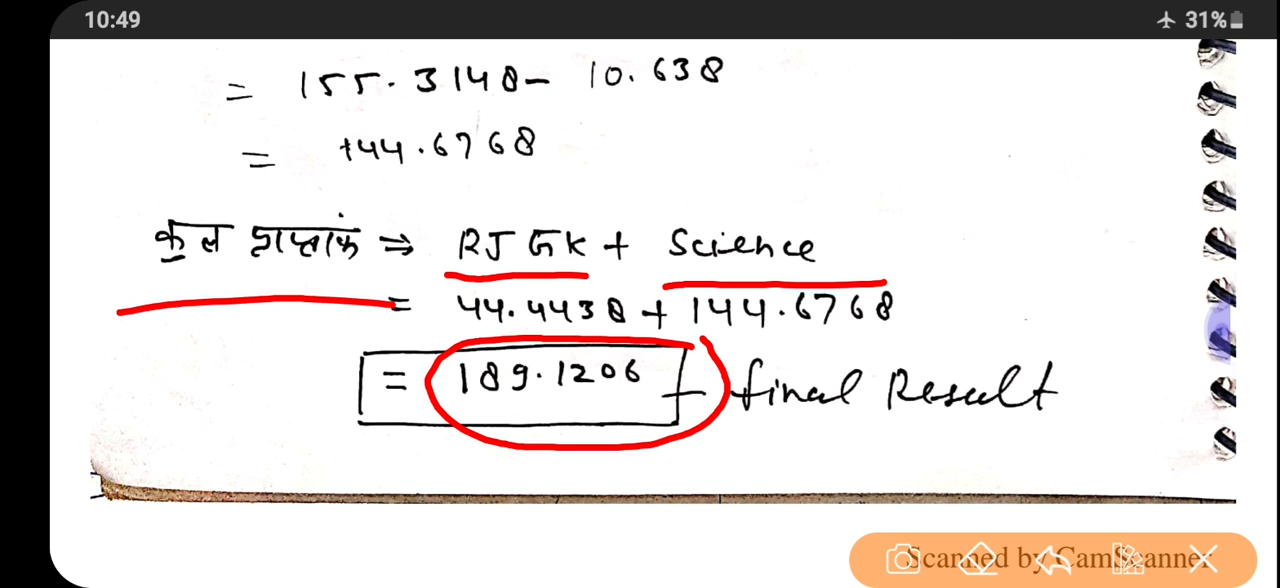 10:49 31%
= 155.3148 - 10.638
= 144.6768
कुल प्राप्तांक ⇒ RJ GK + Science
= 44.4438 + 144.6768
= 189.1206 - final Result
Scanned by CamScanner